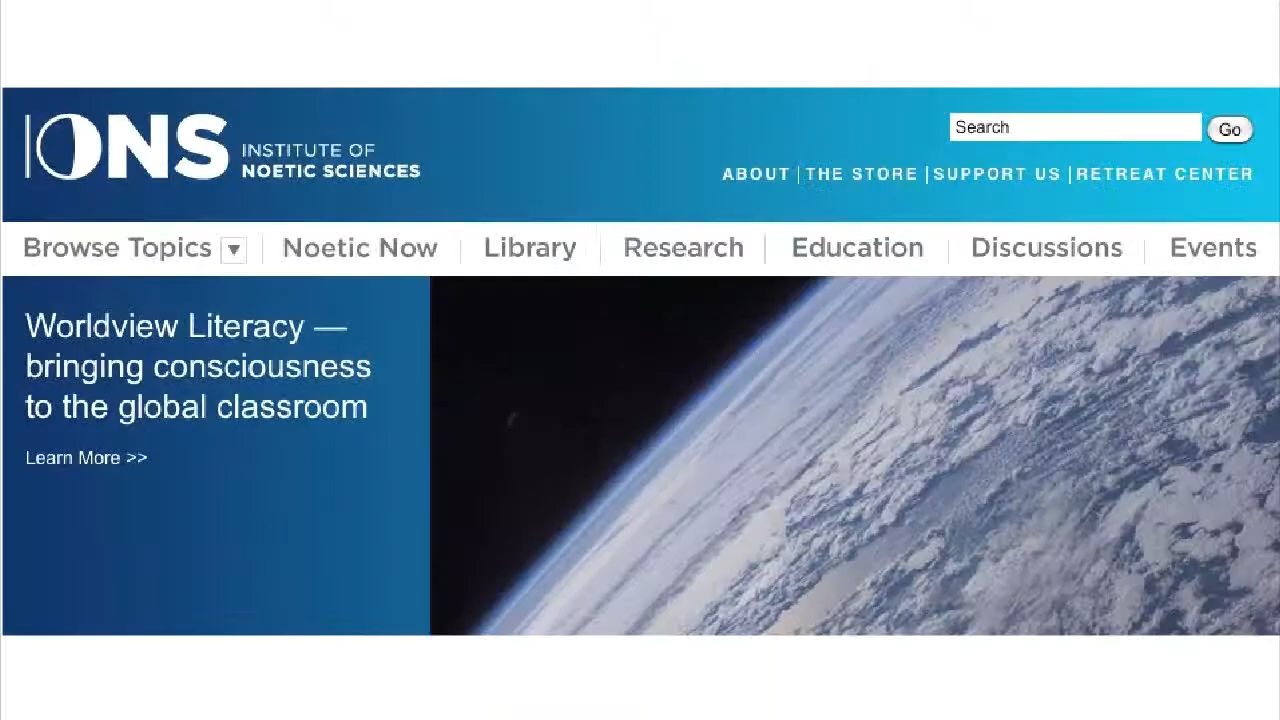 IONS INSTITUTE OF
NOETIC SCIENCES
Search Go
ABOUT | THE STORE | SUPPORT US | RETREAT CENTER
Browse Topics ▼ Noetic Now Library Research Education Discussions Events
Worldview Literacy —
bringing consciousness
to the global classroom
Learn More >>